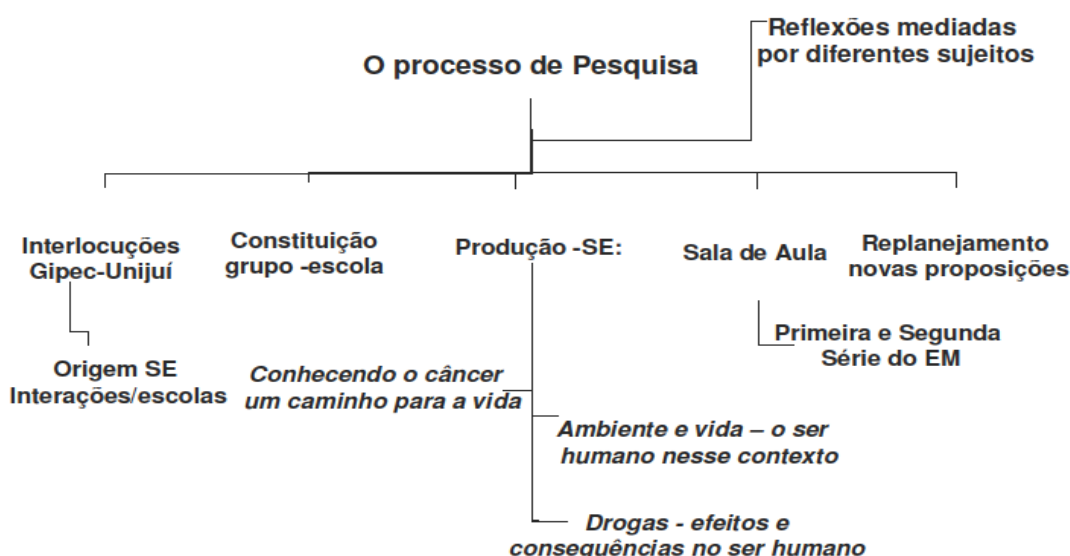 Reflexões mediadas
por diferentes sujeitos
O processo de Pesquisa
Interlocuções
Gipec-Unijuí
Constituição
grupo -escola
Produção -SE:
Sala de Aula
Replanejamento
novas proposições
Origem SE
Interações/escolas
Primeira e Segunda
Série do EM
Conhecendo o câncer
um caminho para a vida
Ambiente e vida – o ser
humano nesse contexto
Drogas - efeitos e
consequências no ser humano